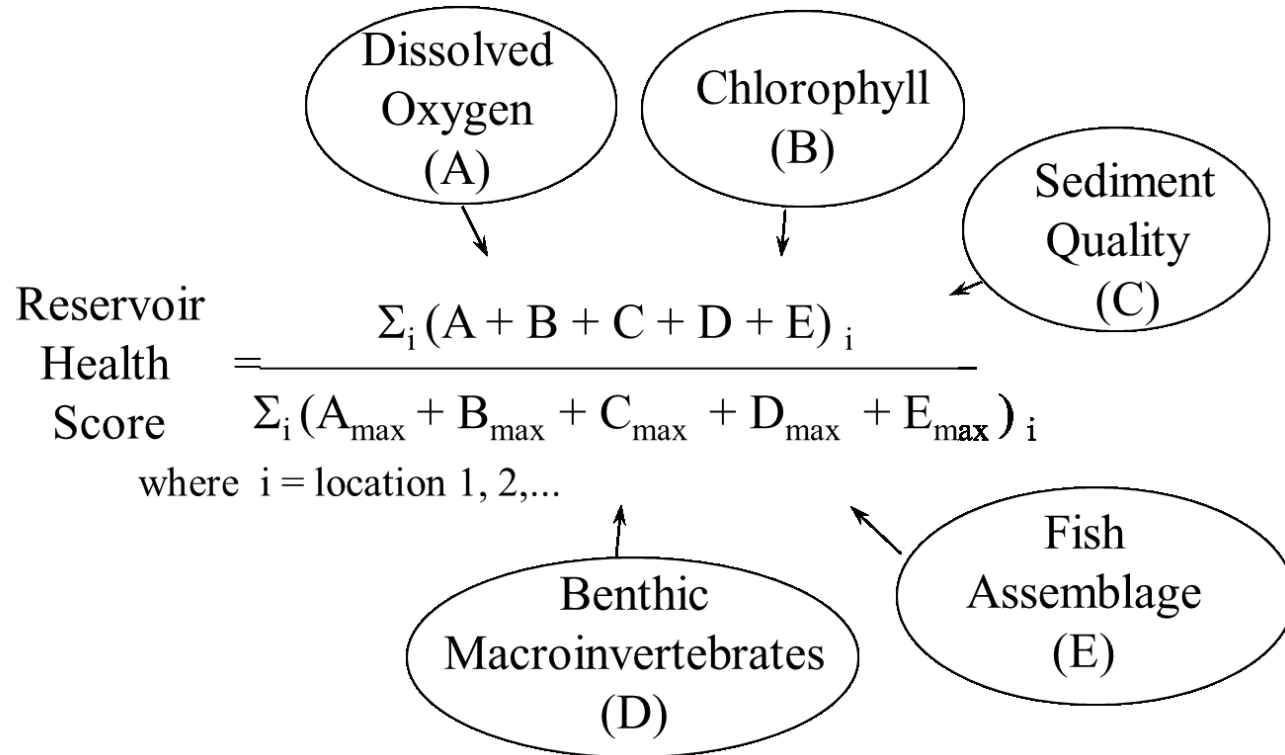 Dissolved
Oxygen
(A)
Chlorophyll
(B)
Sediment
Quality
(C)
Reservoir
Health
Score
=
Σi (A + B + C + D + E) i
Σi (Amax + Bmax + Cmax + Dmax + Emax) i
where i = location 1, 2,...
Benthic
Macroinvertebrates
(D)
Fish
Assemblage
(E)